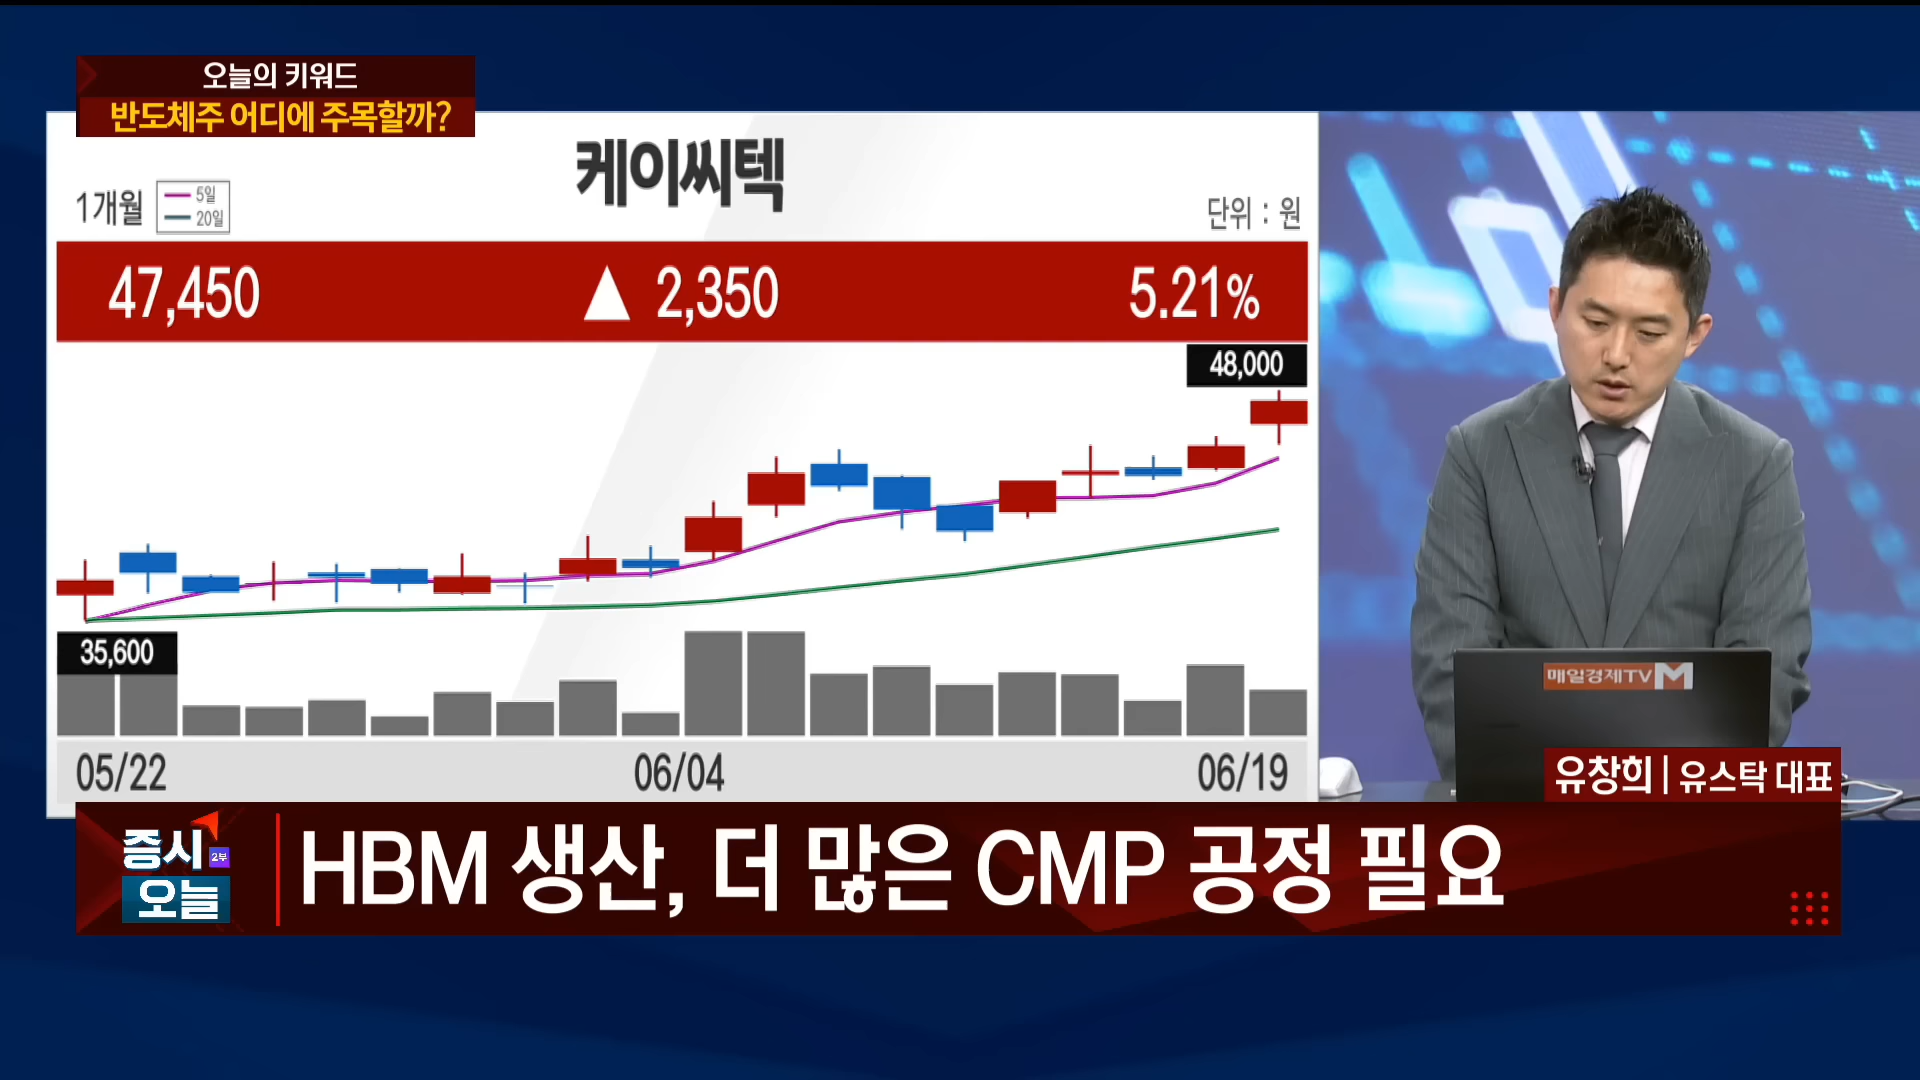 오늘의 키워드
반도체주 어디에 주목할까?
케이씨텍
1개월
5일
20일
단위 : 원
47,450 ▲ 2,350 5.21%
48,000
35,600
05/22 06/04 06/19
매일경제TV M
유창희 | 유스탁 대표
증시 2부
오늘
HBM 생산, 더 많은 CMP 공정 필요